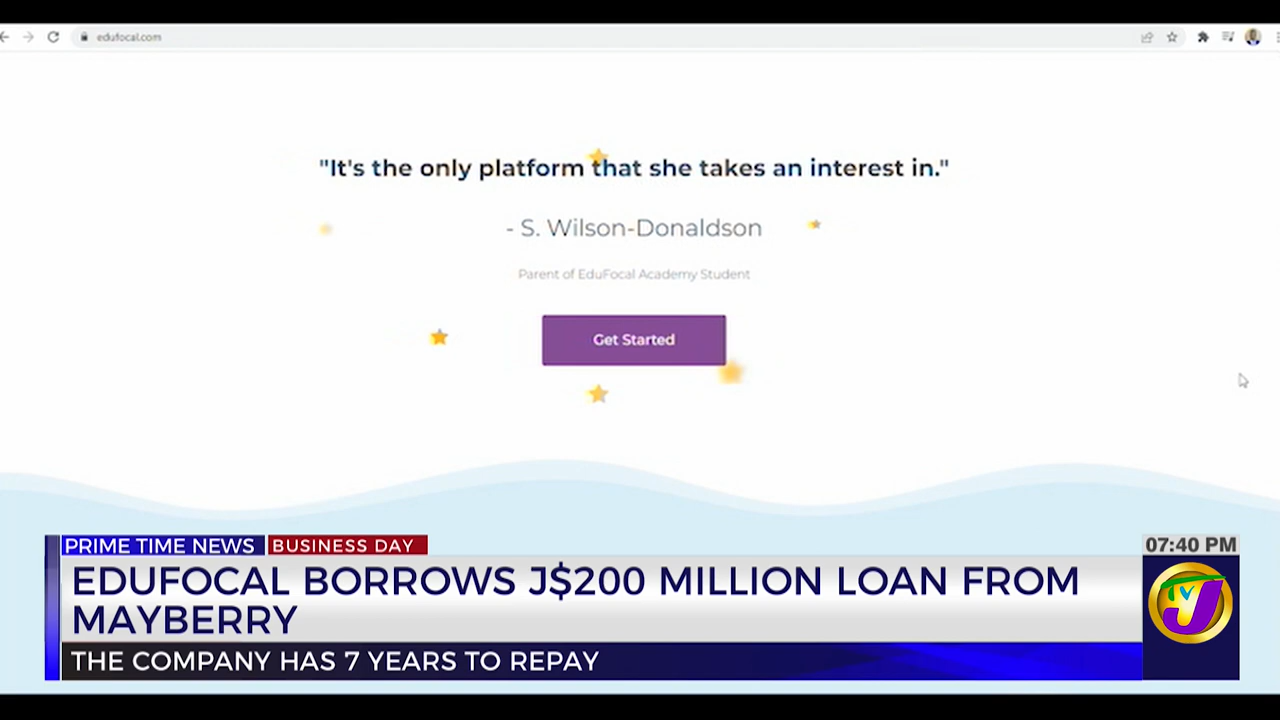 edufocal.com
"It's the only platform that she takes an interest in."
- S. Wilson-Donaldson
Parent of EduFocal Academy Student
Get Started
PRIME TIME NEWS BUSINESS DAY
07:40 PM
EDUFOCAL BORROWS J$200 MILLION LOAN FROM
MAYBERRY
TVJ
THE COMPANY HAS 7 YEARS TO REPAY